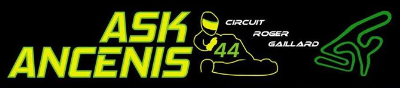 ASK
ANCENIS
44
CIRCUIT
ROGER
GAILLARD